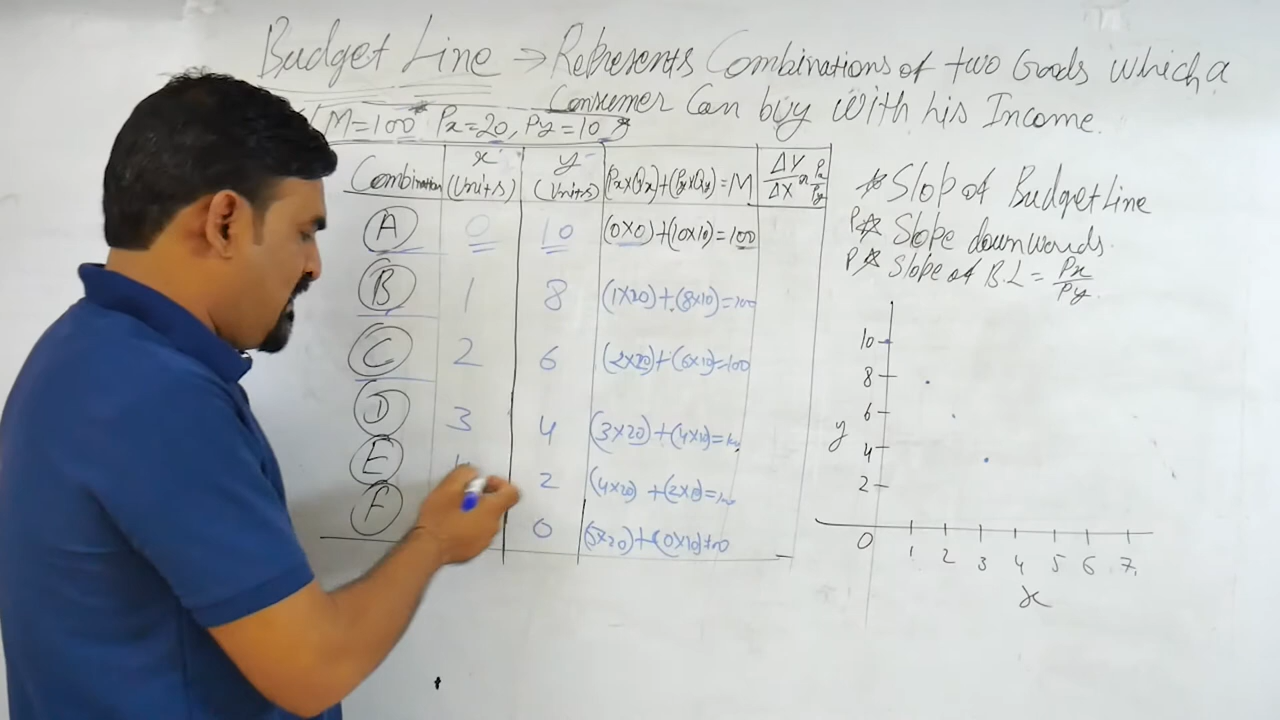 Budget Line → Represents Combinations of two Goods which a
Consumer Can buy With his Income.
M=100 Px=20, Py=10
Combination x (Units) y (Units) (Px×Qx)+(Py×Qy)=M ΔY/ΔX Px/Py
A 0 10 (0×0)+(10×10)=100
B 1 8 (1×20)+(8×10)=100
C 2 6 (2×20)+(6×10)=100
D 3 4 (3×20)+(4×10)=
E 2 (4×20)+(2×10)=
F 0 (5×20)+(0×10)
* Slop of Budget Line
P* Slope downwords.
P* Slope of B.L = Px/Py
10
8
6
4
2
y
0 1 2 3 4 5 6 7
x